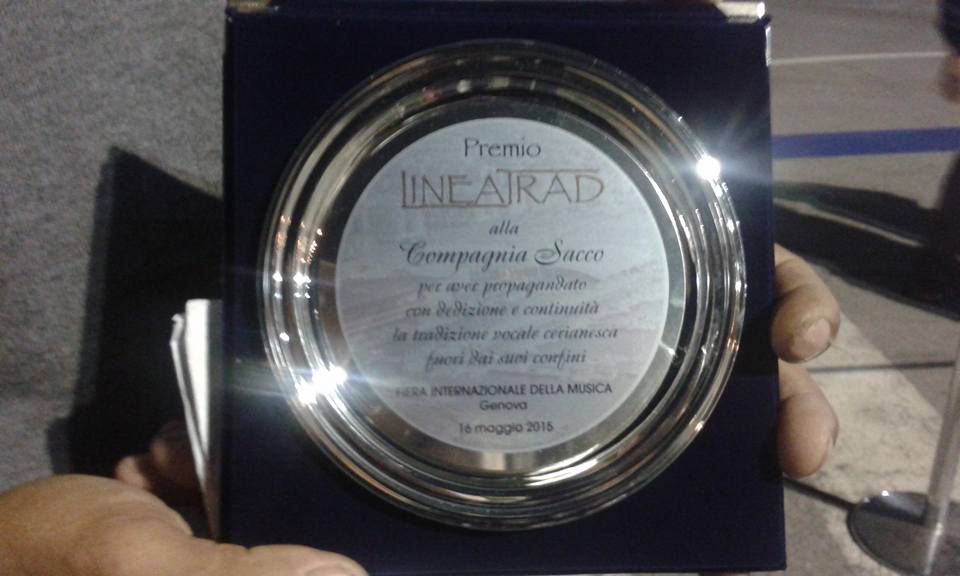 Premio
LINEATRAD
alla
Compagnia Sacco
per aver propagandato
con dedizione e continuità
la tradizione vocale cerianesca
fuori dai suoi confini
FIERA INTERNAZIONALE DELLA MUSICA
Genova
16 maggio 2015